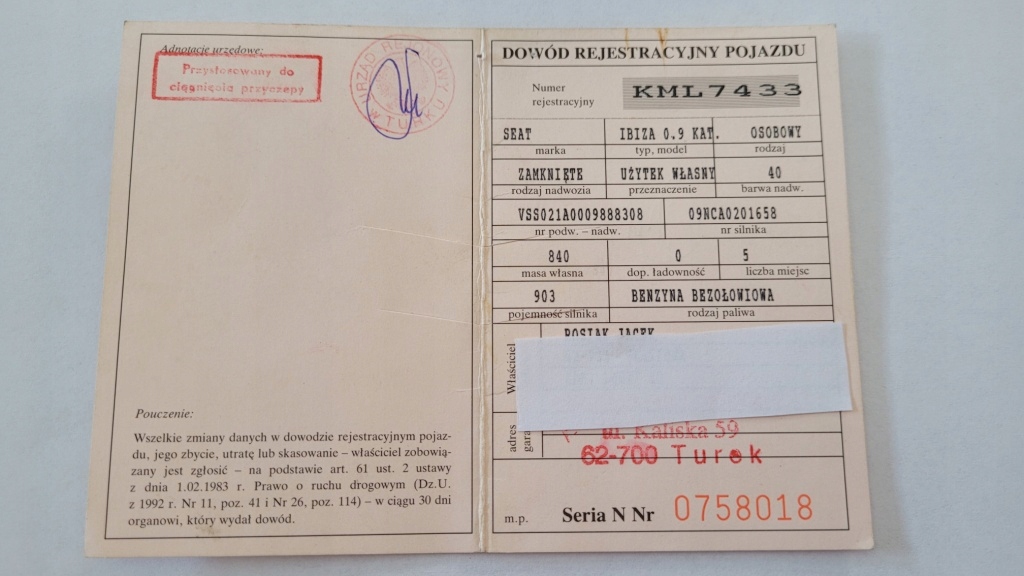 Adnotacje urzędowe:
Przystosowany do
ciągnięcia przyczepy
URZĄD REJONOWY
w TURKU
Pouczenie:
Wszelkie zmiany danych w dowodzie rejestracyjnym pojaz-
du, jego zbycie, utratę lub skasowanie – właściciel zobowią-
zany jest zgłosić – na podstawie art. 61 ust. 2 ustawy
z dnia 1.02.1983 r. Prawo o ruchu drogowym (Dz.U.
z 1992 r. Nr 11, poz. 41 i Nr 26, poz. 114) – w ciągu 30 dni
organowi, który wydał dowód.
DOWÓD REJESTRACYJNY POJAZDU
Numer
rejestracyjny
KML7433
SEAT IBIZA 0.9 KAT. OSOBOWY
marka typ, model rodzaj
ZAMKNIĘTE UŻYTEK WŁASNY 40
rodzaj nadwozia przeznaczenie barwa nadw.
VSS021A0009888308 09NCA0201658
nr podw. – nadw. nr silnika
840 0 5
masa własna dop. ładowność liczba miejsc
903 BENZYNA BEZOŁOWIOWA
pojemność silnika rodzaj paliwa
Właściciel
JACEK
adres
ul. Kaliska 59
62-700 Turek
m.p. Seria N Nr 0758018